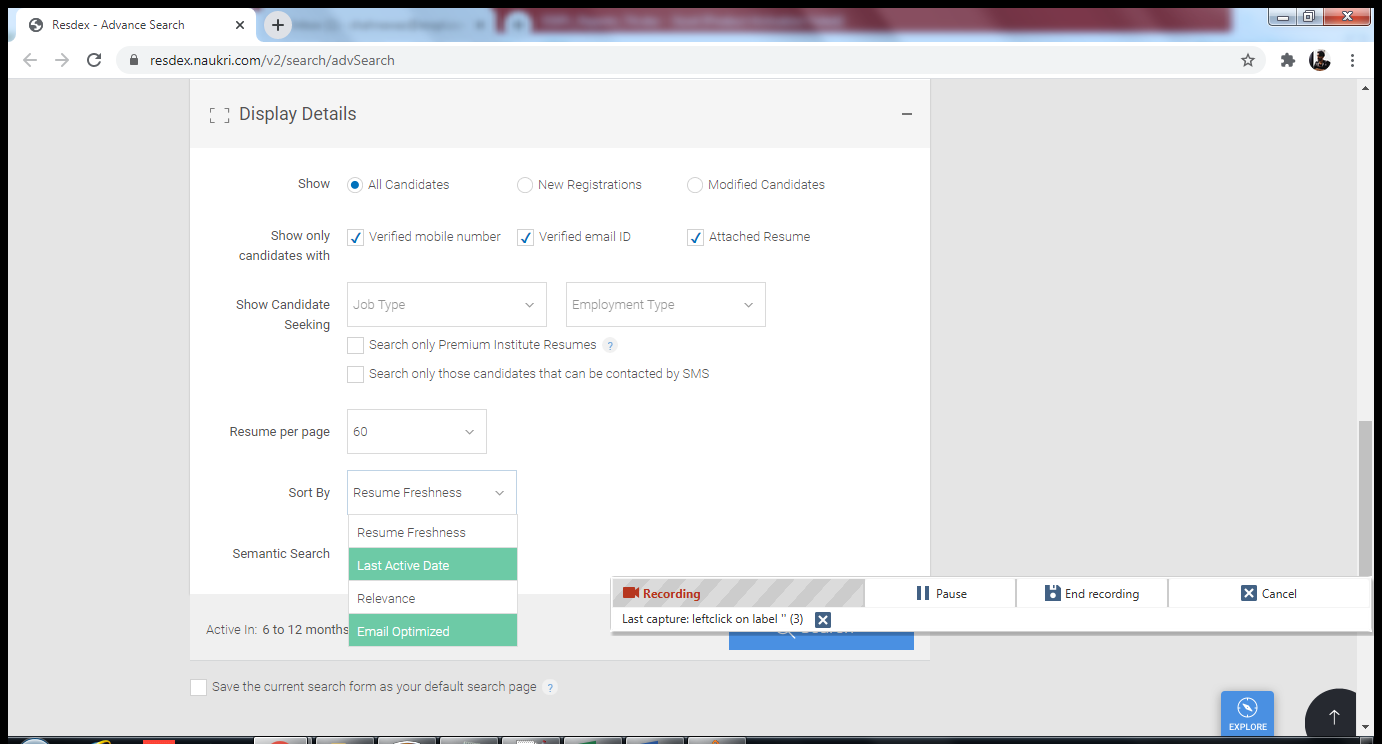 Resdex - Advance Search
resdex.naukri.com/v2/search/advSearch
Display Details
Show
All Candidates
New Registrations
Modified Candidates
Show only
candidates with
Verified mobile number
Verified email ID
Attached Resume
Show Candidate
Seeking
Job Type
Employment Type
Search only Premium Institute Resumes ?
Search only those candidates that can be contacted by SMS
Resume per page
60
Sort By
Resume Freshness
Resume Freshness
Semantic Search
Last Active Date
Relevance
Email Optimized
Recording
Pause
End recording
Cancel
Last capture: leftclick on label '' (3)
Active In: 6 to 12 months
Save the current search form as your default search page ?
EXPLORE